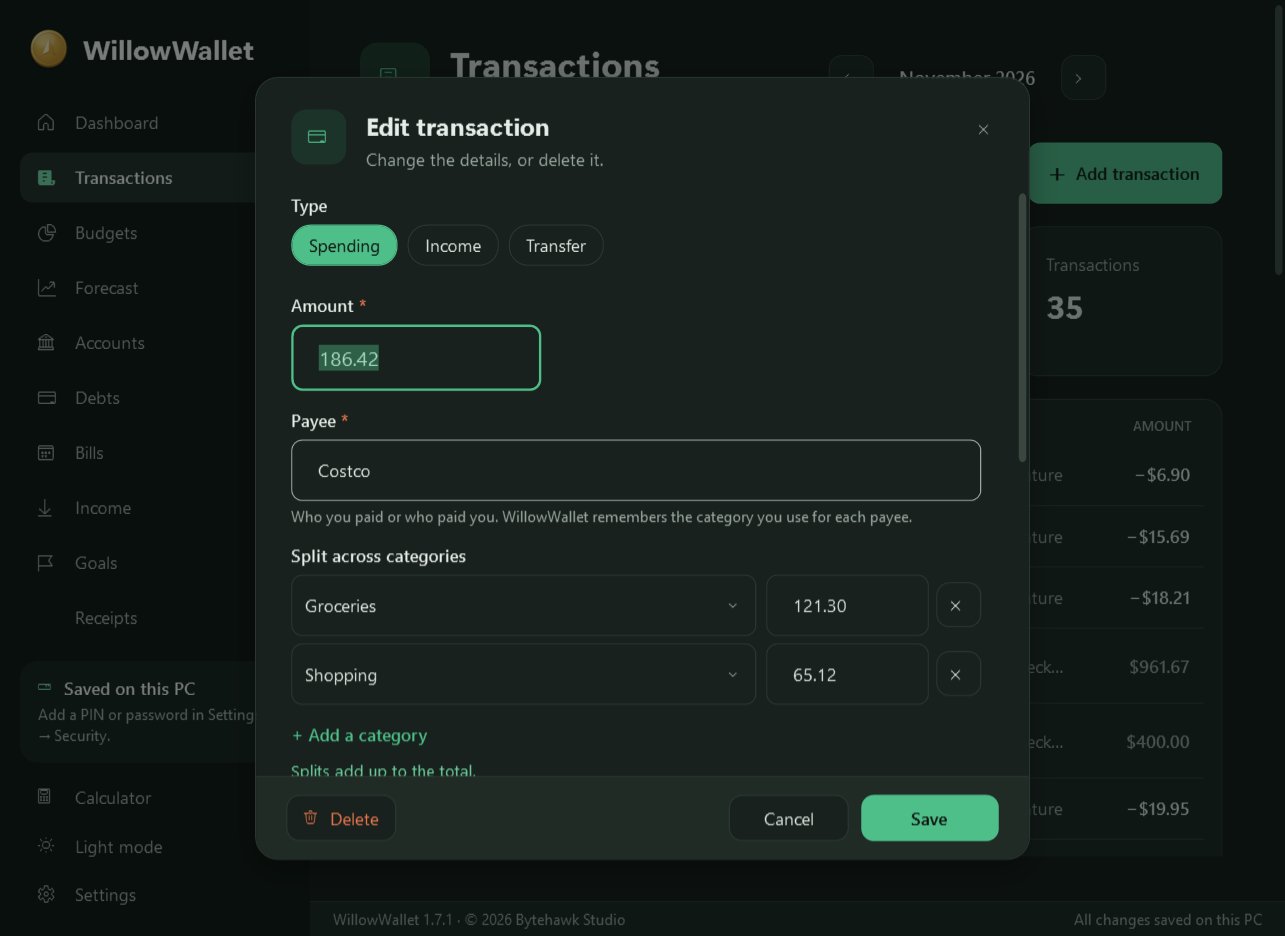 WillowWallet
Dashboard
Transactions
Budgets
Forecast
Accounts
Debts
Bills
Income
Goals
Receipts
Saved on this PC
Add a PIN or password in Setting
→ Security.
Calculator
Light mode
Settings
Transactions
November 2026
+ Add transaction
Transactions
35
AMOUNT
ture −$6.90
ture −$15.69
ture −$18.21
eck... $961.67
eck... $400.00
ture −$19.95
Edit transaction
Change the details, or delete it.
Type
Spending Income Transfer
Amount *
186.42
Payee *
Costco
Who you paid or who paid you. WillowWallet remembers the category you use for each payee.
Split across categories
Groceries 121.30
Shopping 65.12
+ Add a category
Splits add up to the total.
Delete Cancel Save
WillowWallet 1.7.1 · © 2026 Bytehawk Studio
All changes saved on this PC